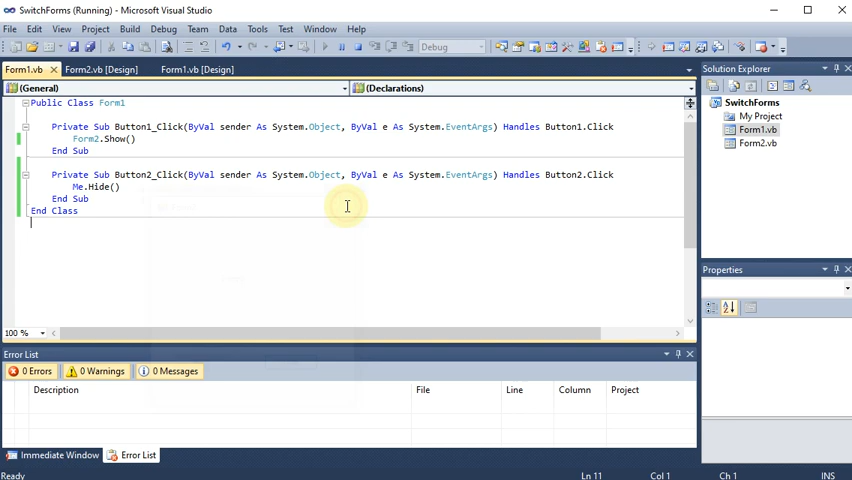 SwitchForms (Running) - Microsoft Visual Studio
File Edit View Project Build Debug Team Data Tools Test Window Help
Debug
Form1.vb Form2.vb [Design] Form1.vb [Design]
(General) (Declarations)
Public Class Form1
Private Sub Button1_Click(ByVal sender As System.Object, ByVal e As System.EventArgs) Handles Button1.Click
Form2.Show()
End Sub
Private Sub Button2_Click(ByVal sender As System.Object, ByVal e As System.EventArgs) Handles Button2.Click
Me.Hide()
End Sub
End Class
100 %
Solution Explorer
SwitchForms
My Project
Form1.vb
Form2.vb
Properties
Error List
0 Errors 0 Warnings 0 Messages
Description File Line Column Project
Immediate Window Error List
Ready Ln 11 Col 1 Ch 1 INS